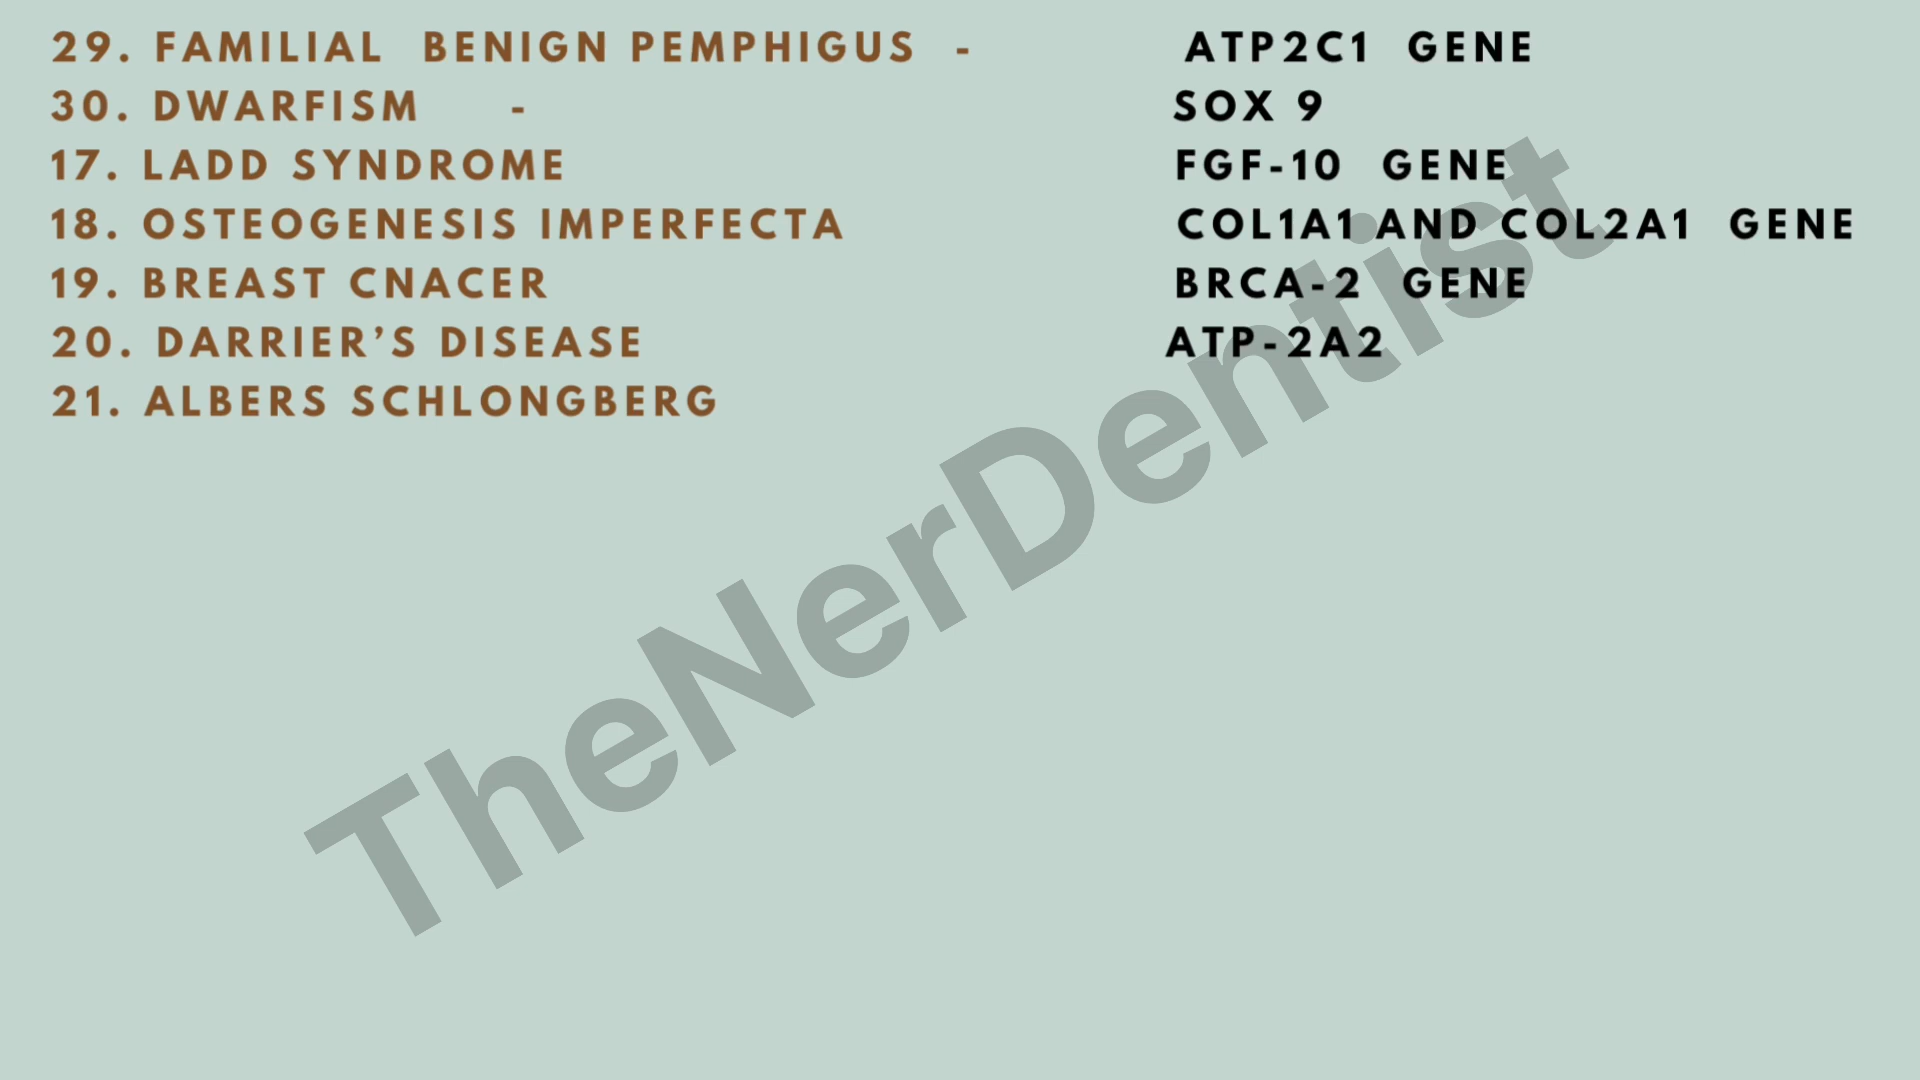 29. FAMILIAL BENIGN PEMPHIGUS - ATP2C1 GENE
30. DWARFISM - SOX 9
17. LADD SYNDROME FGF-10 GENE
18. OSTEOGENESIS IMPERFECTA COL1A1 AND COL2A1 GENE
19. BREAST CNACER BRCA-2 GENE
20. DARRIER’S DISEASE ATP-2A2
21. ALBERS SCHLONGBERG
TheNerDentist